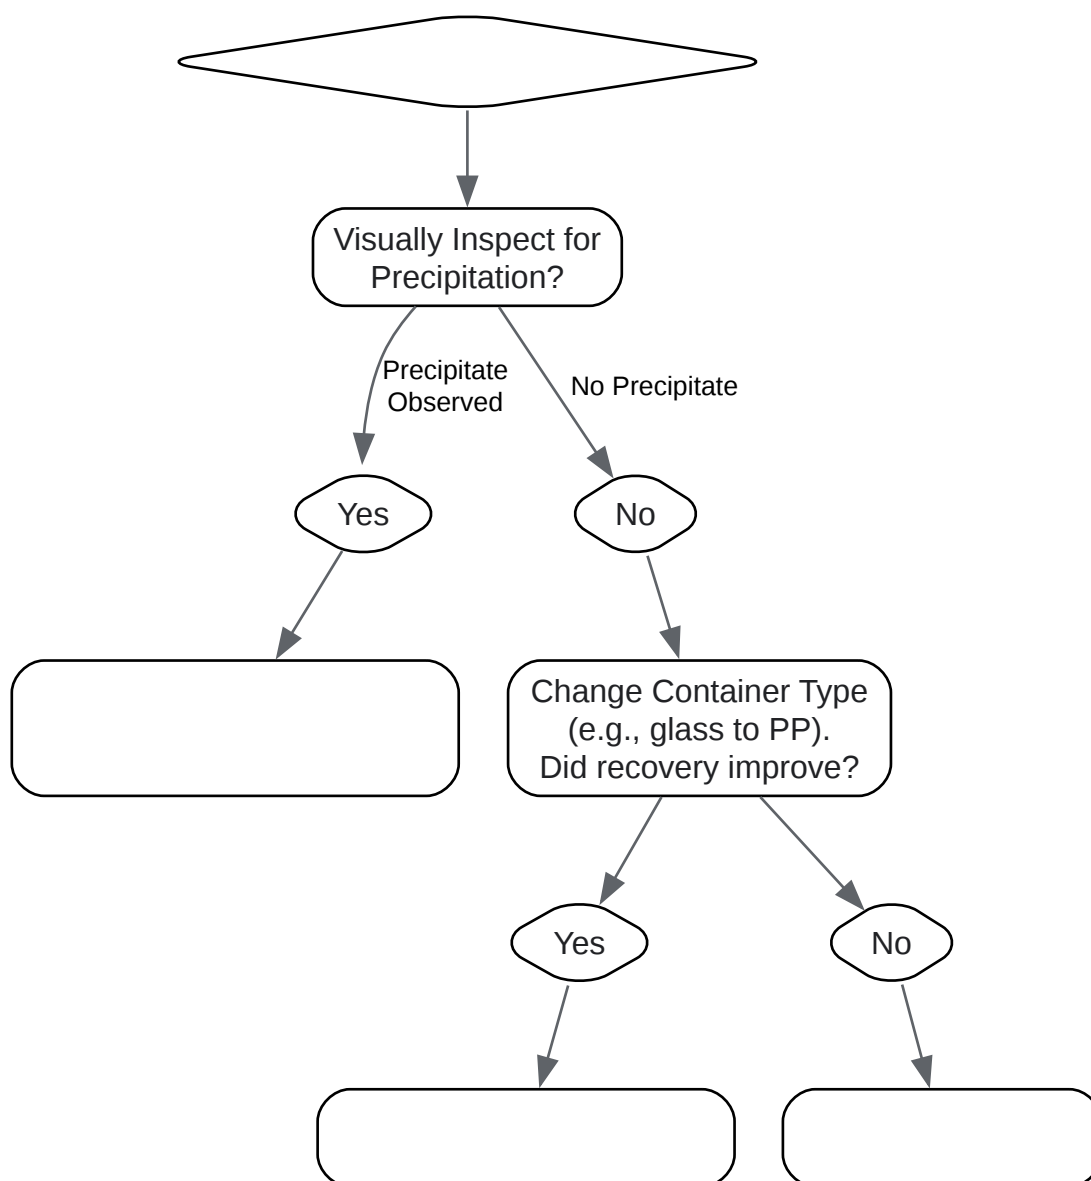 Visually Inspect for
Precipitation?
Precipitate
Observed
No Precipitate
Yes
No
Change Container Type
(e.g., glass to PP).
Did recovery improve?
Yes
No